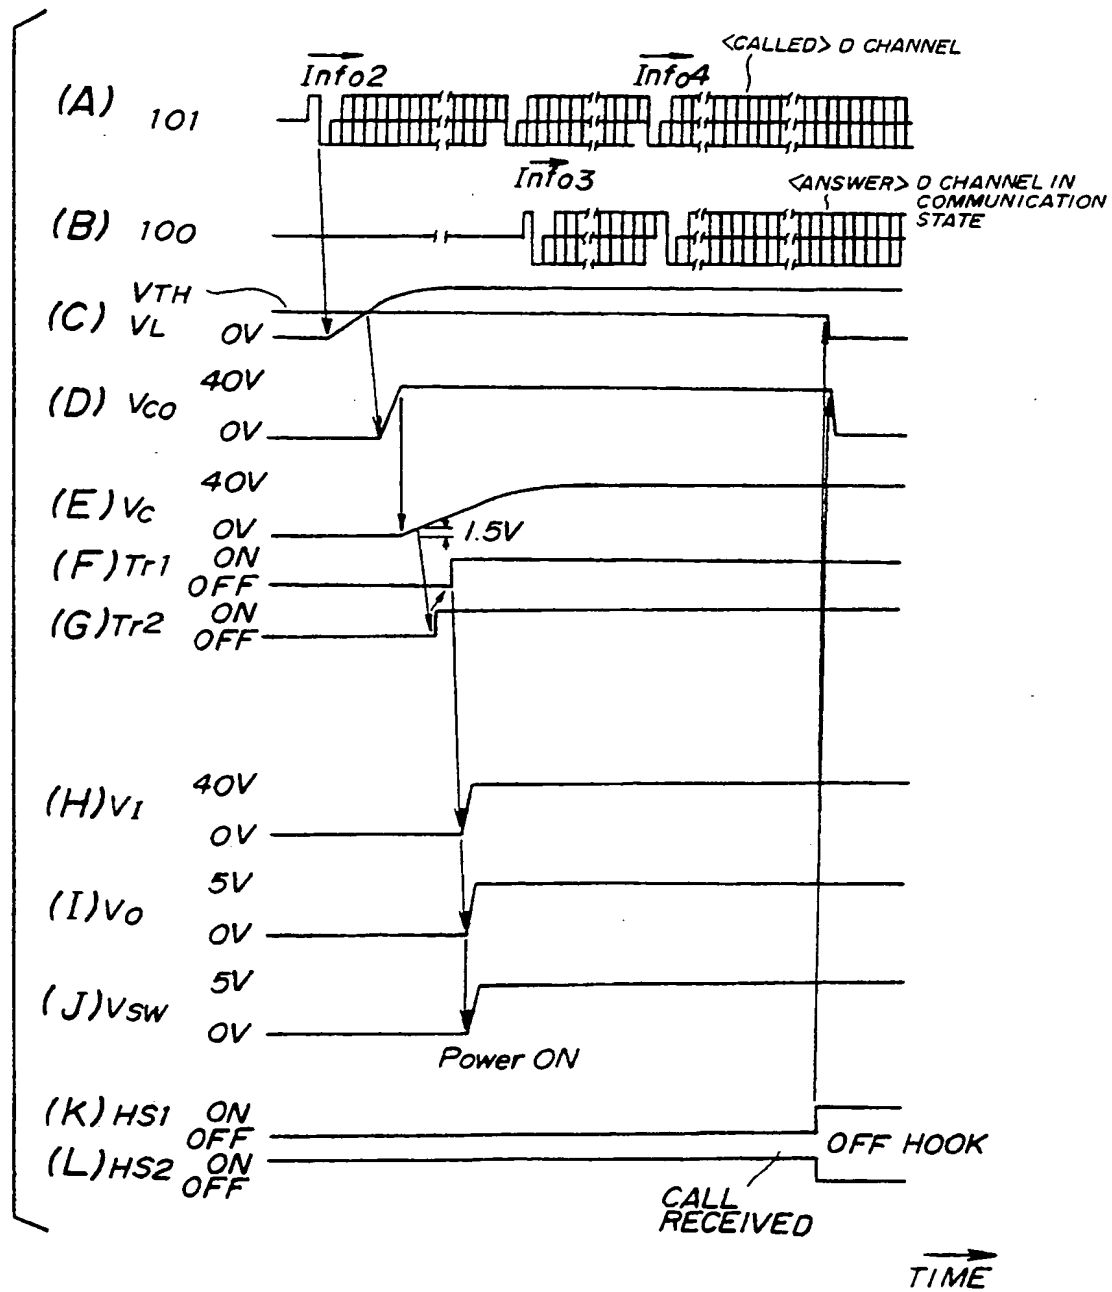 <CALLED> D CHANNEL
Info2
Info4
(A) 101
Info3
<ANSWER> D CHANNEL IN
COMMUNICATION
STATE
(B) 100
VTH
(C) VL 0V
40V
(D) VCO
0V
40V
(E) VC
0V
1.5V
(F) Tr1 ON
OFF
(G) Tr2 ON
OFF
40V
(H) VI
0V
5V
(I) VO
0V
5V
(J) VSW
0V
Power ON
(K) HS1 ON
OFF
OFF HOOK
(L) HS2 ON
OFF
CALL
RECEIVED
TIME